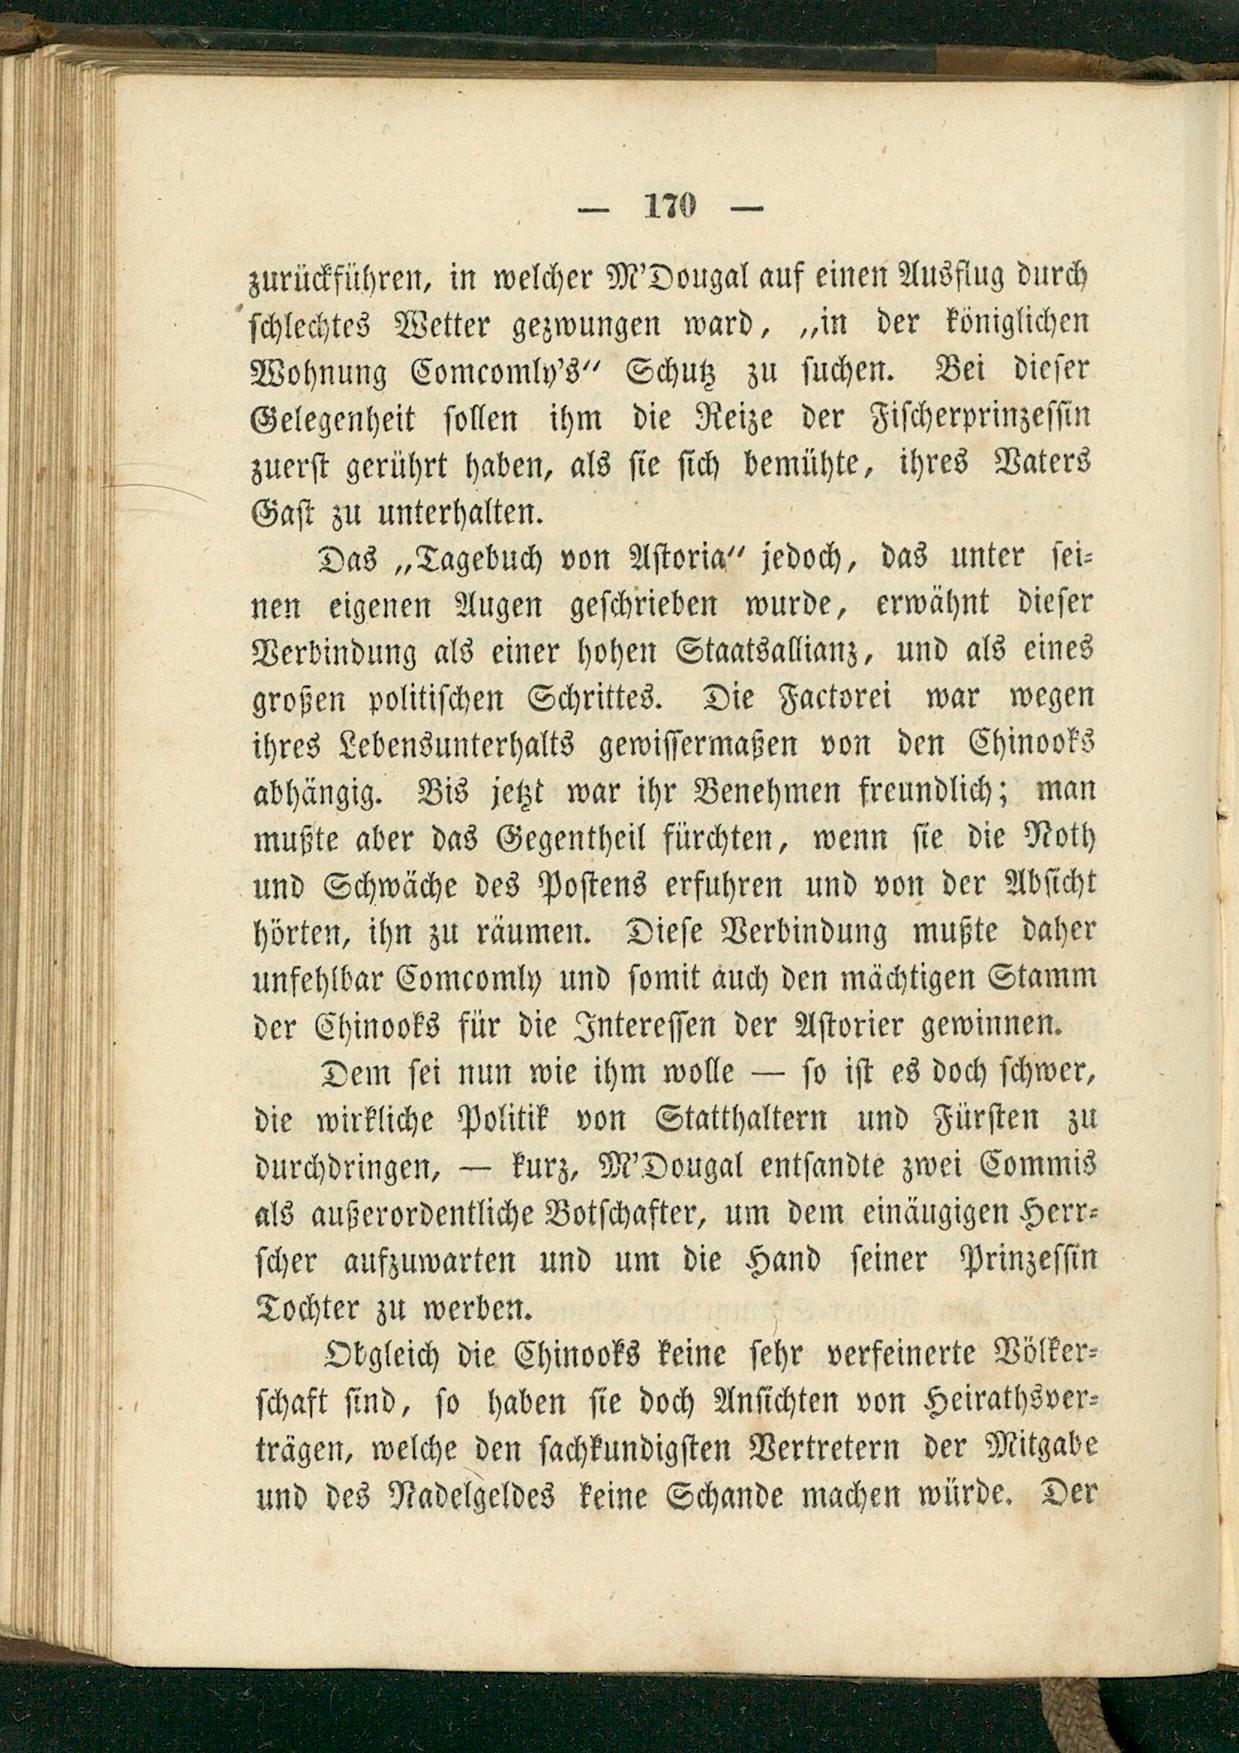 — 170 —
zurückführen, in welcher M'Dougal auf einen Ausflug durch
schlechtes Wetter gezwungen ward, „in der königlichen
Wohnung Comcomly's“ Schutz zu suchen. Bei dieser
Gelegenheit sollen ihm die Reize der Fischerprinzessin
zuerst gerührt haben, als sie sich bemühte, ihres Vaters
Gast zu unterhalten.
Das „Tagebuch von Astoria“ jedoch, das unter sei-
nen eigenen Augen geschrieben wurde, erwähnt dieser
Verbindung als einer hohen Staatsallianz, und als eines
großen politischen Schrittes. Die Factorei war wegen
ihres Lebensunterhalts gewissermaßen von den Chinooks
abhängig. Bis jetzt war ihr Benehmen freundlich; man
mußte aber das Gegentheil fürchten, wenn sie die Noth
und Schwäche des Postens erfuhren und von der Absicht
hörten, ihn zu räumen. Diese Verbindung mußte daher
unfehlbar Comcomly und somit auch den mächtigen Stamm
der Chinooks für die Interessen der Astorier gewinnen.
Dem sei nun wie ihm wolle — so ist es doch schwer,
die wirkliche Politik von Statthaltern und Fürsten zu
durchdringen, — kurz, M'Dougal entsandte zwei Commis
als außerordentliche Botschafter, um dem einäugigen Herr-
scher aufzuwarten und um die Hand seiner Prinzessin
Tochter zu werben.
Obgleich die Chinooks keine sehr verfeinerte Völker-
schaft sind, so haben sie doch Ansichten von Heirathsver-
trägen, welche den sachkundigsten Vertretern der Mitgabe
und des Nadelgeldes keine Schande machen würde. Der